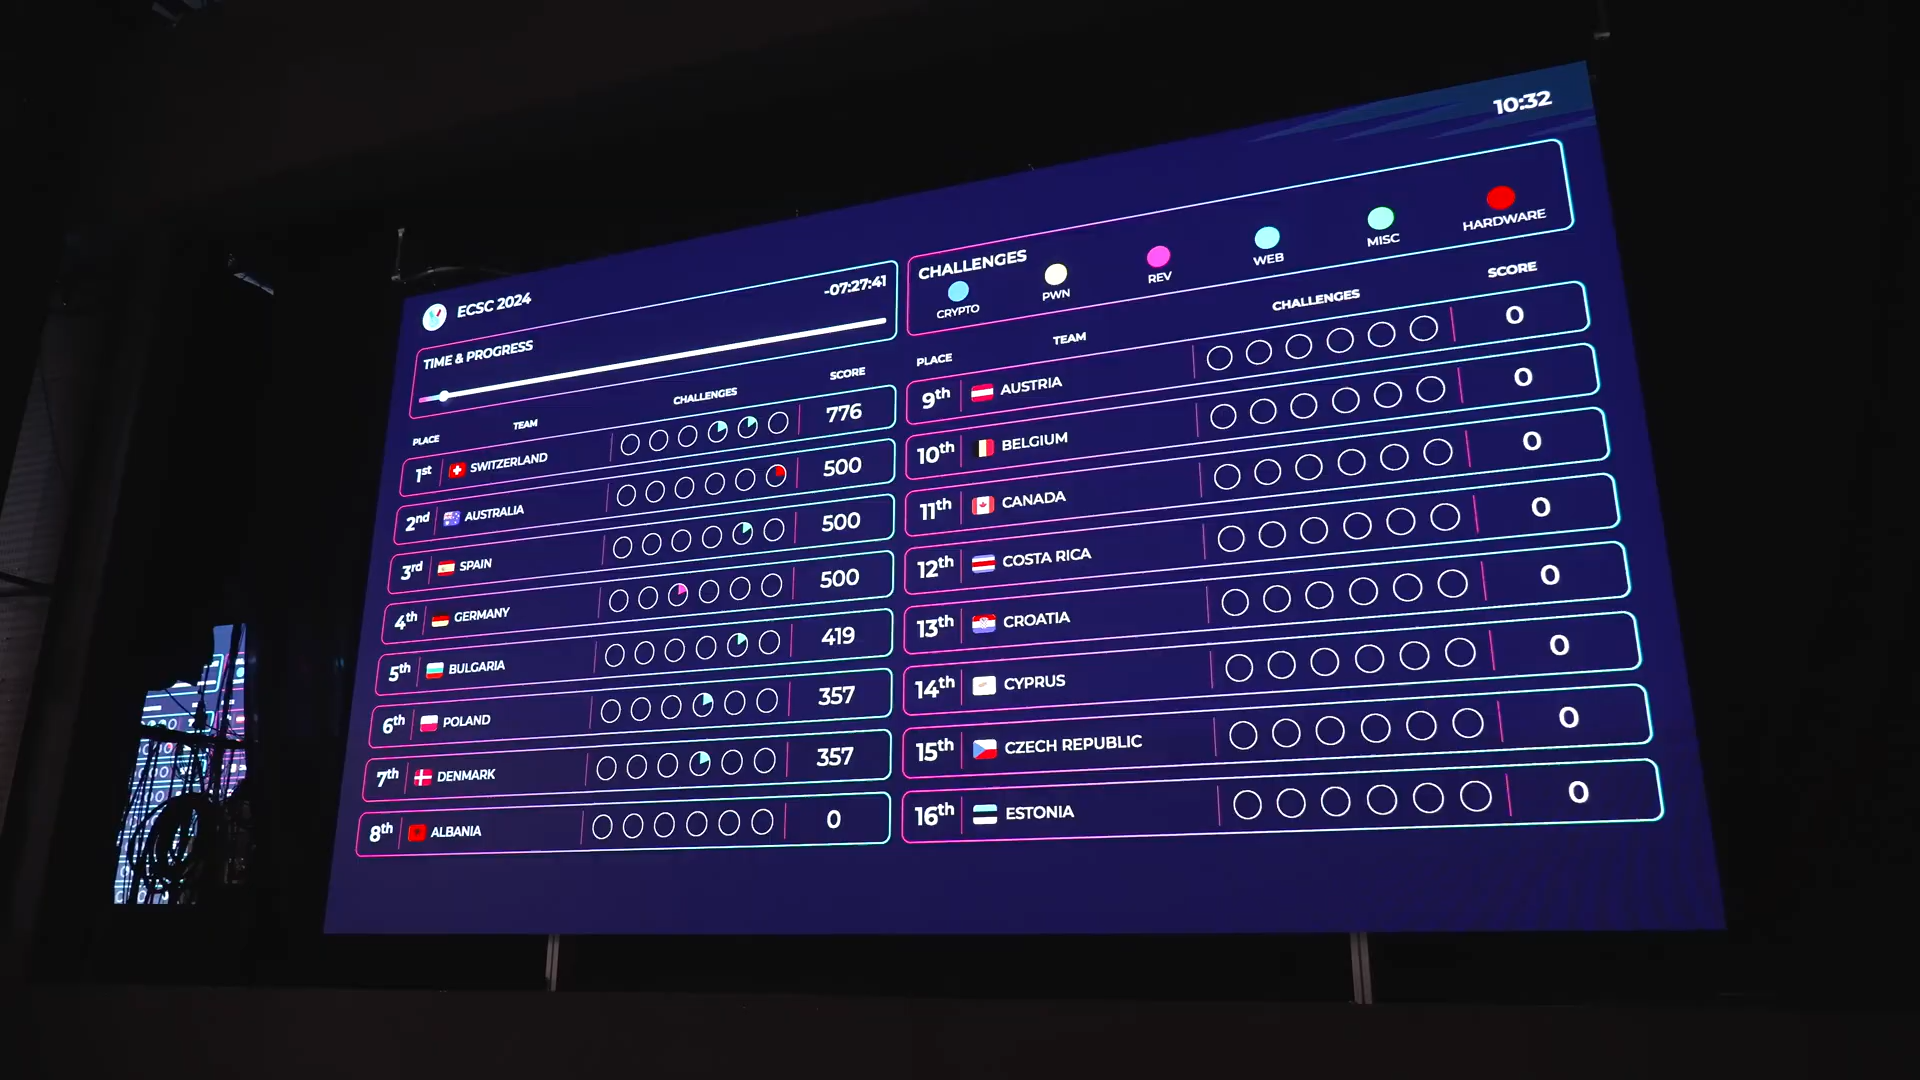 10:32
ECSC 2024
-07:27:41
TIME & PROGRESS
PLACE TEAM CHALLENGES SCORE
1st SWITZERLAND 776
2nd AUSTRALIA 500
3rd SPAIN 500
4th GERMANY 500
5th BULGARIA 419
6th POLAND 357
7th DENMARK 357
8th ALBANIA 0
CHALLENGES
CRYPTO PWN REV WEB MISC HARDWARE
PLACE TEAM CHALLENGES SCORE
9th AUSTRIA 0
10th BELGIUM 0
11th CANADA 0
12th COSTA RICA 0
13th CROATIA 0
14th CYPRUS 0
15th CZECH REPUBLIC 0
16th ESTONIA 0